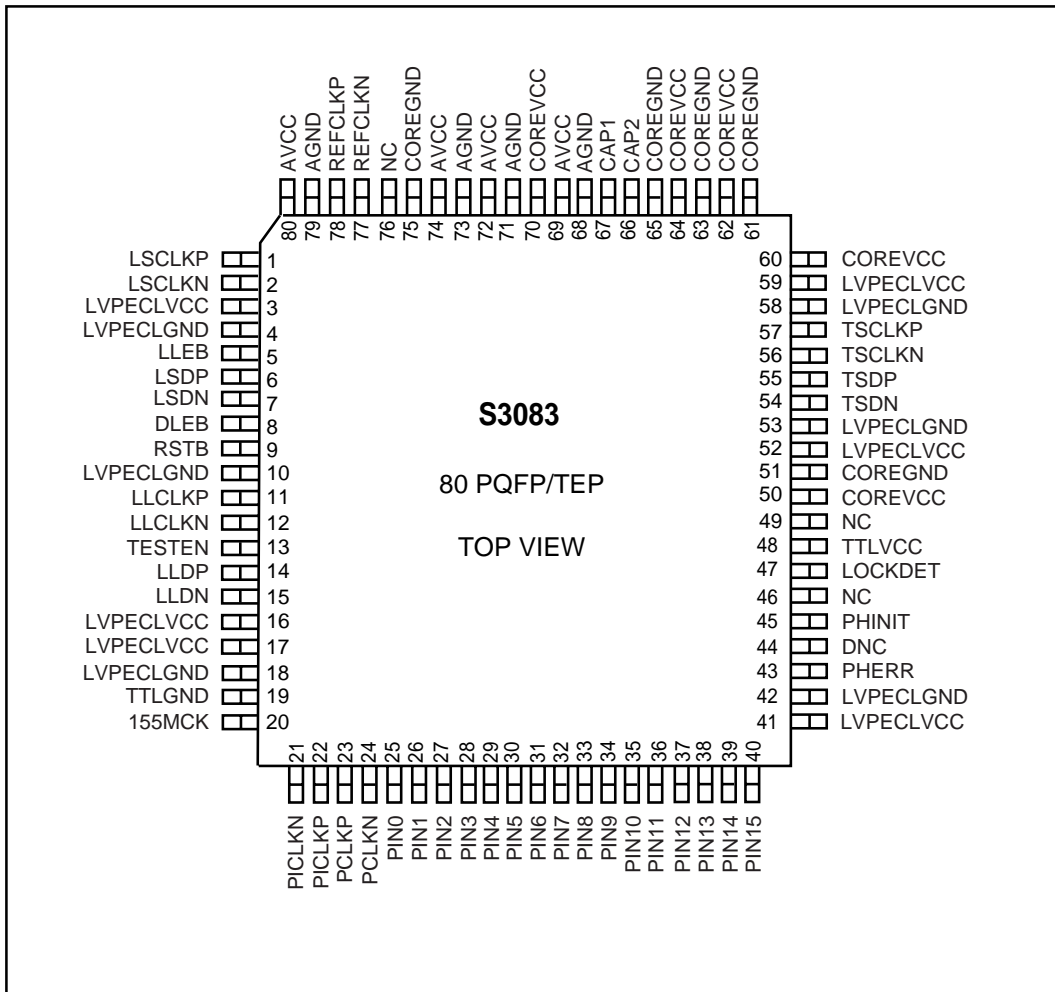 AVCC
AGND
REFCLKP
REFCLKN
NC
COREGND
AVCC
AGND
AVCC
AGND
COREVCC
AVCC
AGND
CAP1
CAP2
COREGND
COREVCC
COREGND
COREVCC
COREGND
80
79
78
77
76
75
74
73
72
71
70
69
68
67
66
65
64
63
62
61
LSCLKP 1
LSCLKN 2
LVPECLVCC 3
LVPECLGND 4
LLEB 5
LSDP 6
LSDN 7
DLEB 8
RSTB 9
LVPECLGND 10
LLCLKP 11
LLCLKN 12
TESTEN 13
LLDP 14
LLDN 15
LVPECLVCC 16
LVPECLVCC 17
LVPECLGND 18
TTLGND 19
155MCK 20
S3083
80 PQFP/TEP
TOP VIEW
60 COREVCC
59 LVPECLVCC
58 LVPECLGND
57 TSCLKP
56 TSCLKN
55 TSDP
54 TSDN
53 LVPECLGND
52 LVPECLVCC
51 COREGND
50 COREVCC
49 NC
48 TTLVCC
47 LOCKDET
46 NC
45 PHINIT
44 DNC
43 PHERR
42 LVPECLGND
41 LVPECLVCC
21
22
23
24
25
26
27
28
29
30
31
32
33
34
35
36
37
38
39
40
PICLKN
PICLKP
PCLKP
PCLKN
PIN0
PIN1
PIN2
PIN3
PIN4
PIN5
PIN6
PIN7
PIN8
PIN9
PIN10
PIN11
PIN12
PIN13
PIN14
PIN15